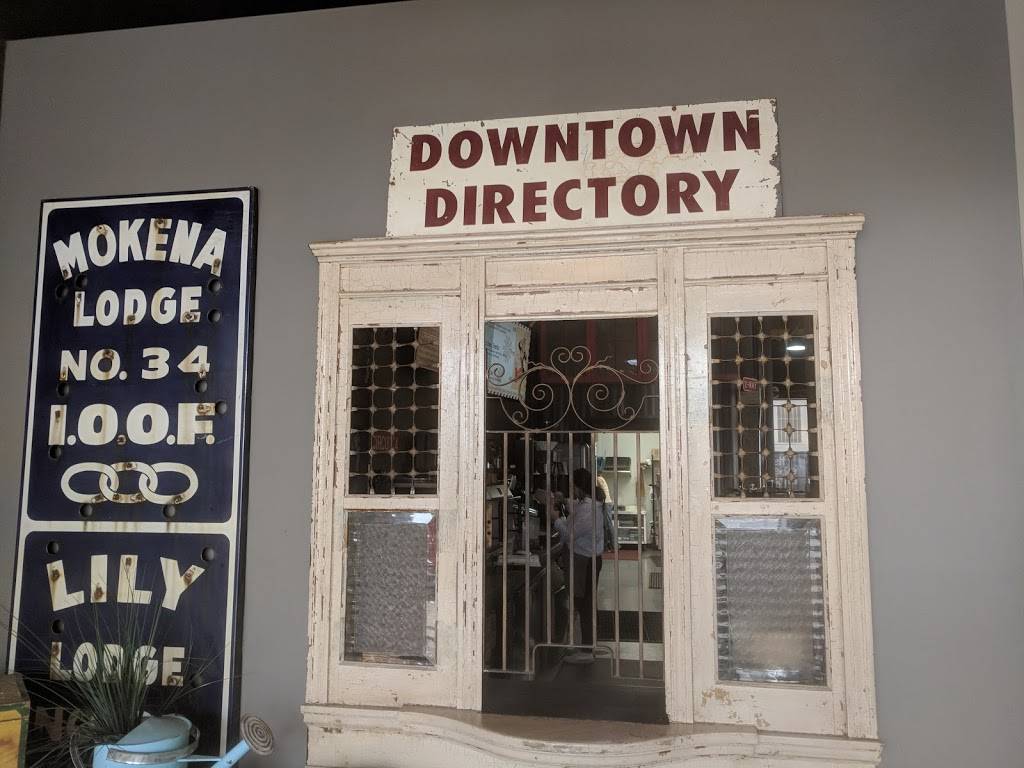 DOWNTOWN
DIRECTORY
MOKENA
LODGE
NO. 34
I.O.O.F.
LILY
LODGE